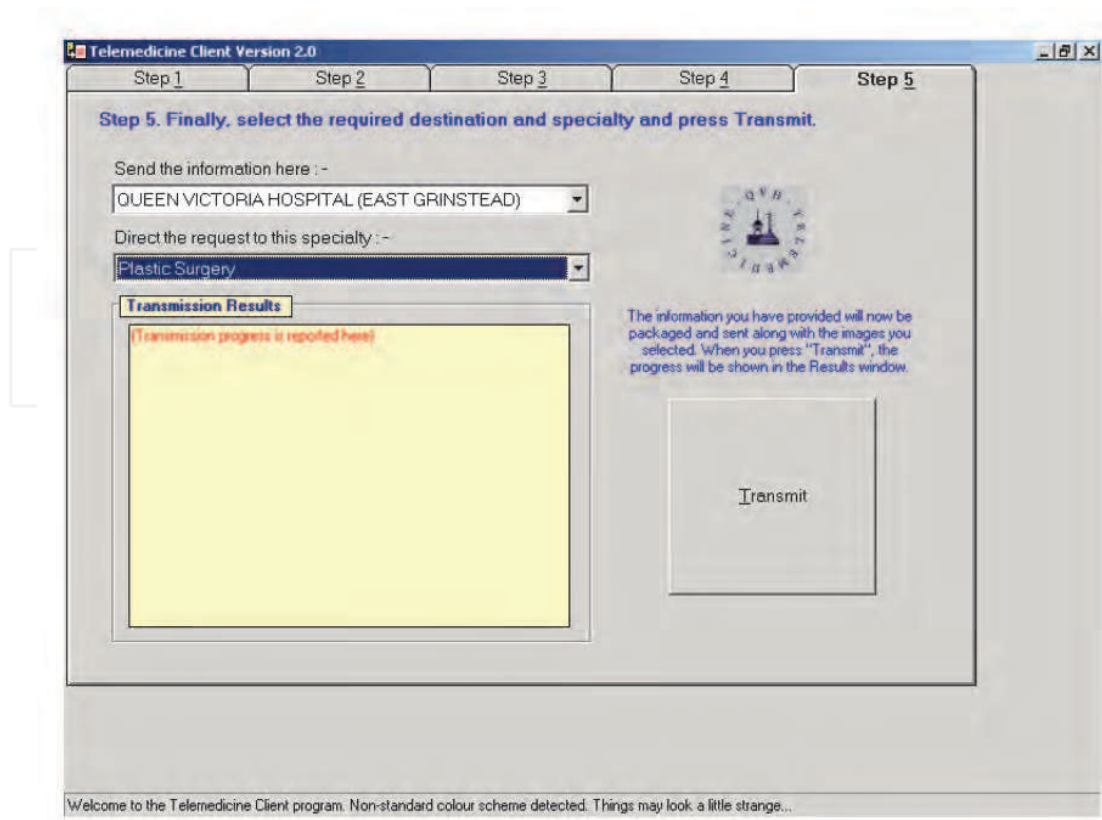 Telemedicine Client Version 2.0
Step 1 Step 2 Step 3 Step 4 Step 5
Step 5. Finally, select the required destination and specialty and press Transmit.
Send the information here : -
QUEEN VICTORIA HOSPITAL (EAST GRINSTEAD)
Direct the request to this specialty : -
Plastic Surgery
Transmission Results
(Transmission progress is reported here)
QVH TELEMEDICINE
The information you have provided will now be
packaged and sent along with the images you
selected. When you press "Transmit", the
progress will be shown in the Results window.
Transmit
Welcome to the Telemedicine Client program. Non-standard colour scheme detected. Things may look a little strange...